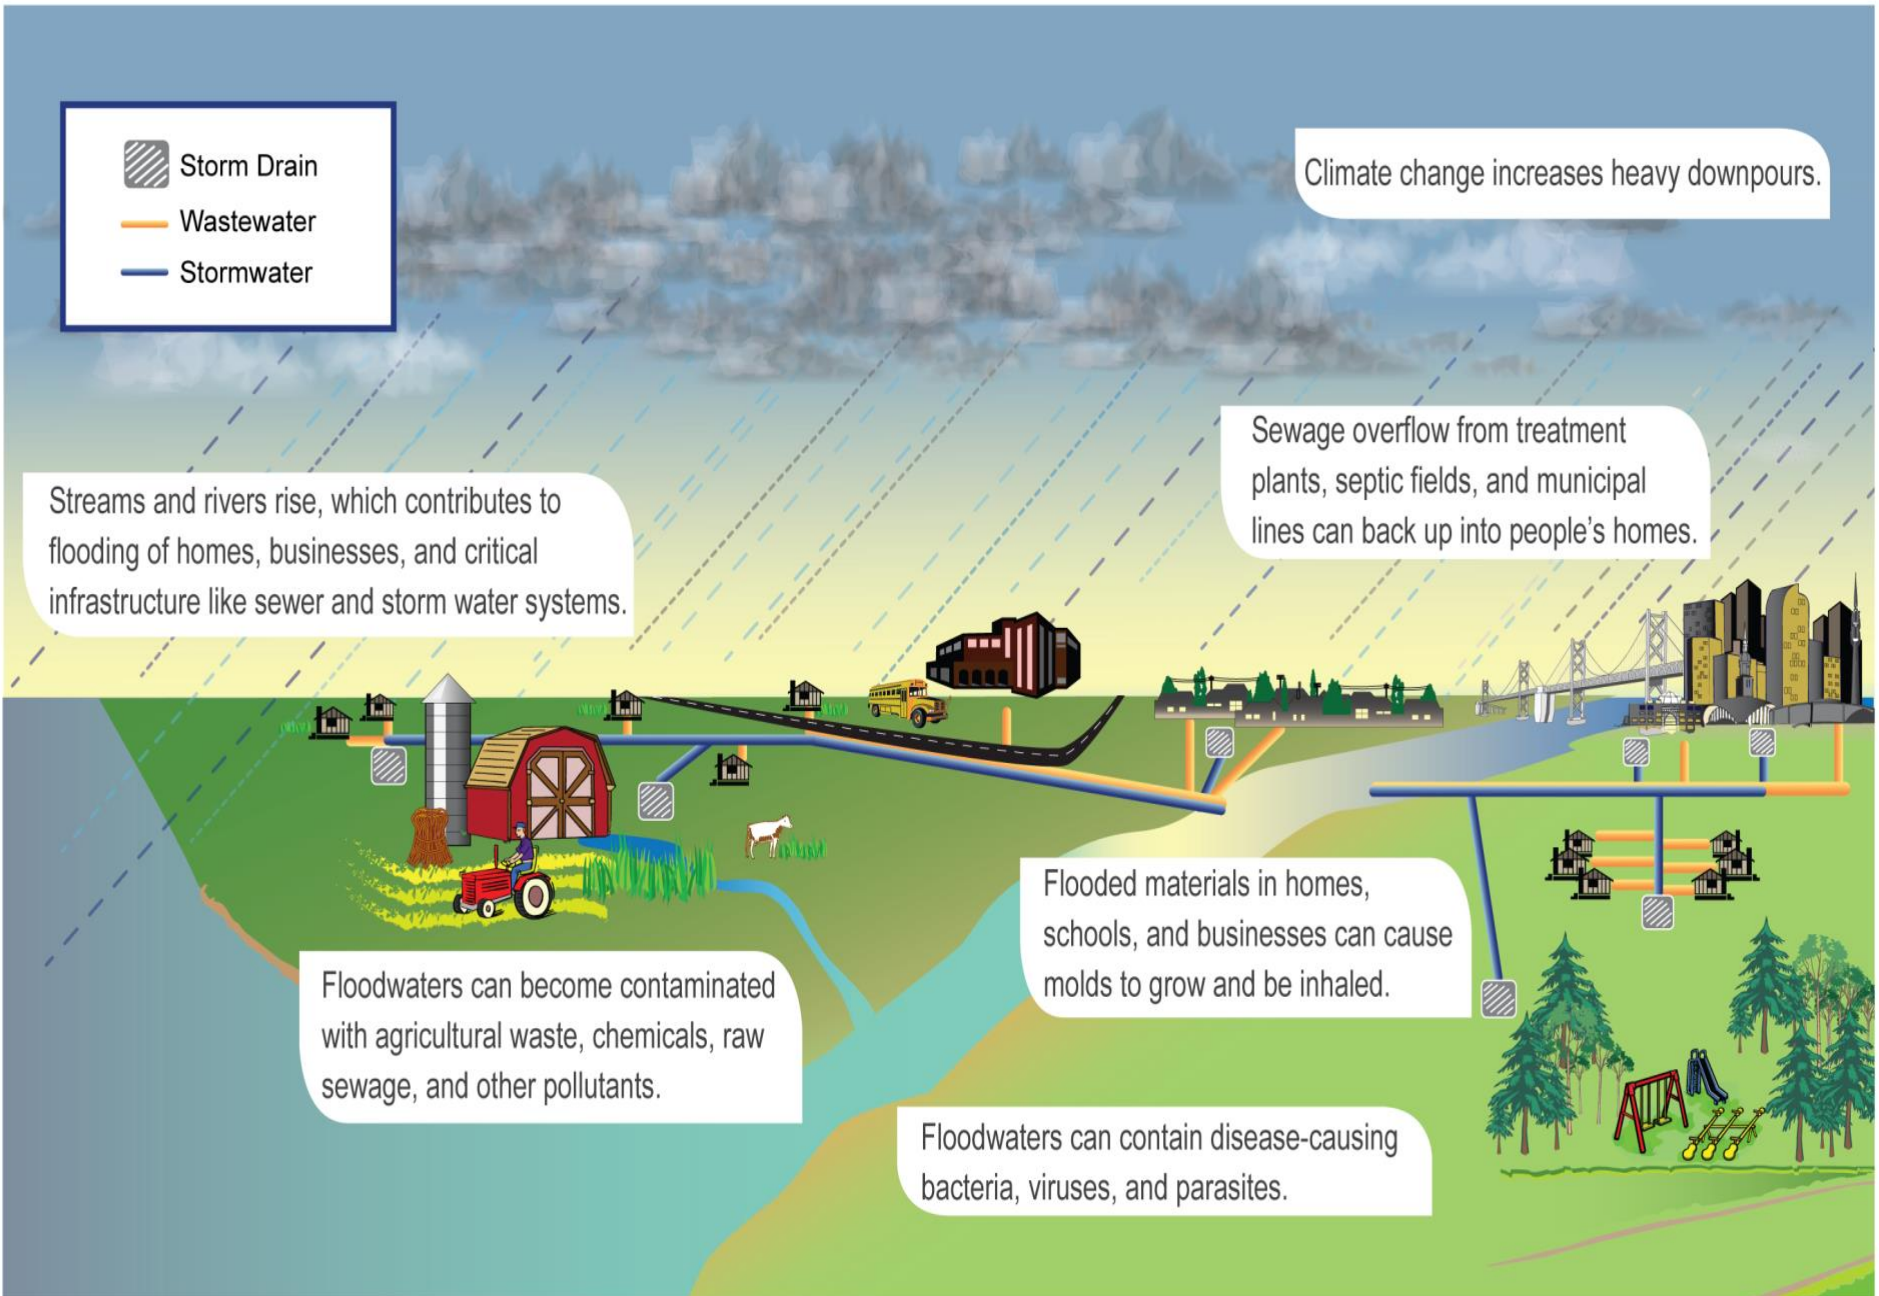 Storm Drain
Wastewater
Stormwater
Climate change increases heavy downpours.
Streams and rivers rise, which contributes to
flooding of homes, businesses, and critical
infrastructure like sewer and storm water systems.
Sewage overflow from treatment
plants, septic fields, and municipal
lines can back up into people’s homes.
Floodwaters can become contaminated
with agricultural waste, chemicals, raw
sewage, and other pollutants.
Flooded materials in homes,
schools, and businesses can cause
molds to grow and be inhaled.
Floodwaters can contain disease-causing
bacteria, viruses, and parasites.